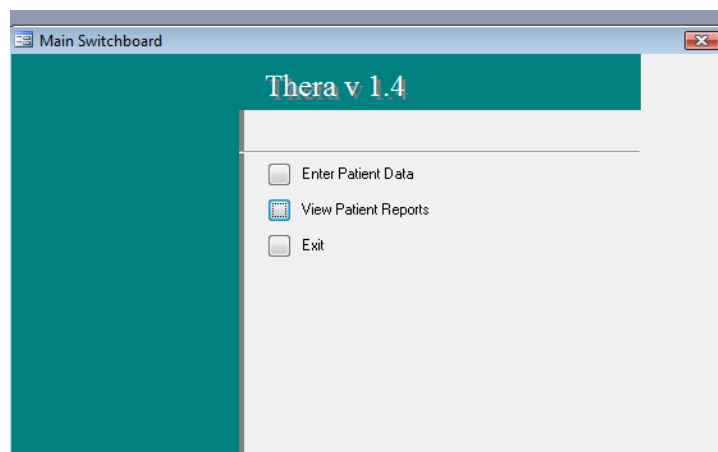 Main Switchboard
Thera v 1.4
Enter Patient Data
View Patient Reports
Exit